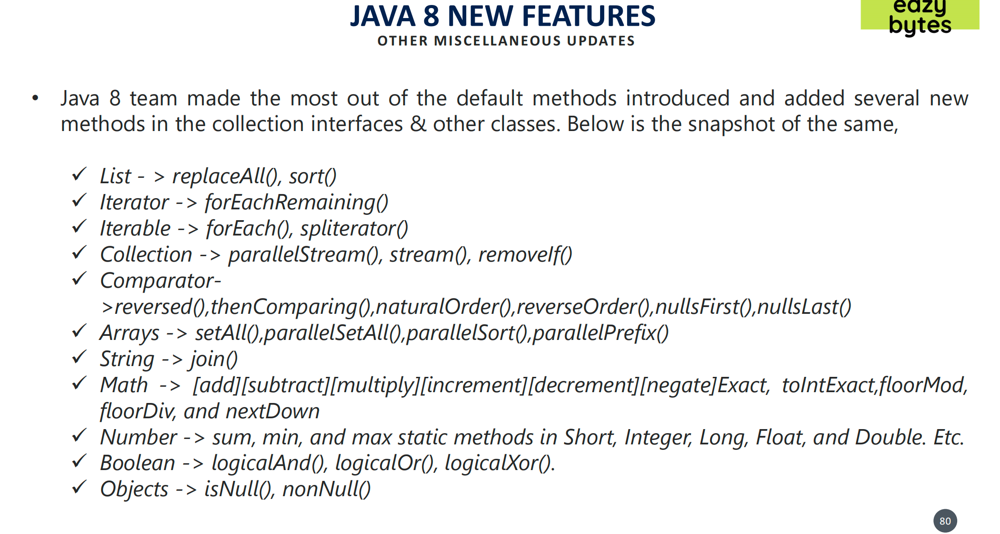 JAVA 8 NEW FEATURES
OTHER MISCELLANEOUS UPDATES
eazy
bytes
• Java 8 team made the most out of the default methods introduced and added several new
methods in the collection interfaces & other classes. Below is the snapshot of the same,
✓ List - > replaceAll(), sort()
✓ Iterator -> forEachRemaining()
✓ Iterable -> forEach(), spliterator()
✓ Collection -> parallelStream(), stream(), removeIf()
✓ Comparator-
>reversed(),thenComparing(),naturalOrder(),reverseOrder(),nullsFirst(),nullsLast()
✓ Arrays -> setAll(),parallelSetAll(),parallelSort(),parallelPrefix()
✓ String -> join()
✓ Math -> [add][subtract][multiply][increment][decrement][negate]Exact, toIntExact,floorMod,
floorDiv, and nextDown
✓ Number -> sum, min, and max static methods in Short, Integer, Long, Float, and Double. Etc.
✓ Boolean -> logicalAnd(), logicalOr(), logicalXor().
✓ Objects -> isNull(), nonNull()
80